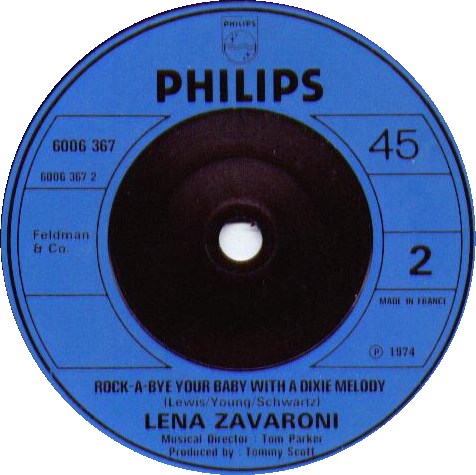 PHILIPS
PHILIPS
6006 367
45
6006 367 2
Feldman
& Co.
2
MADE IN FRANCE
Ⓟ 1974
ROCK-A-BYE YOUR BABY WITH A DIXIE MELODY
(Lewis/Young/Schwartz)
LENA ZAVARONI
Musical Director : Tom Parker
Produced by : Tommy Scott